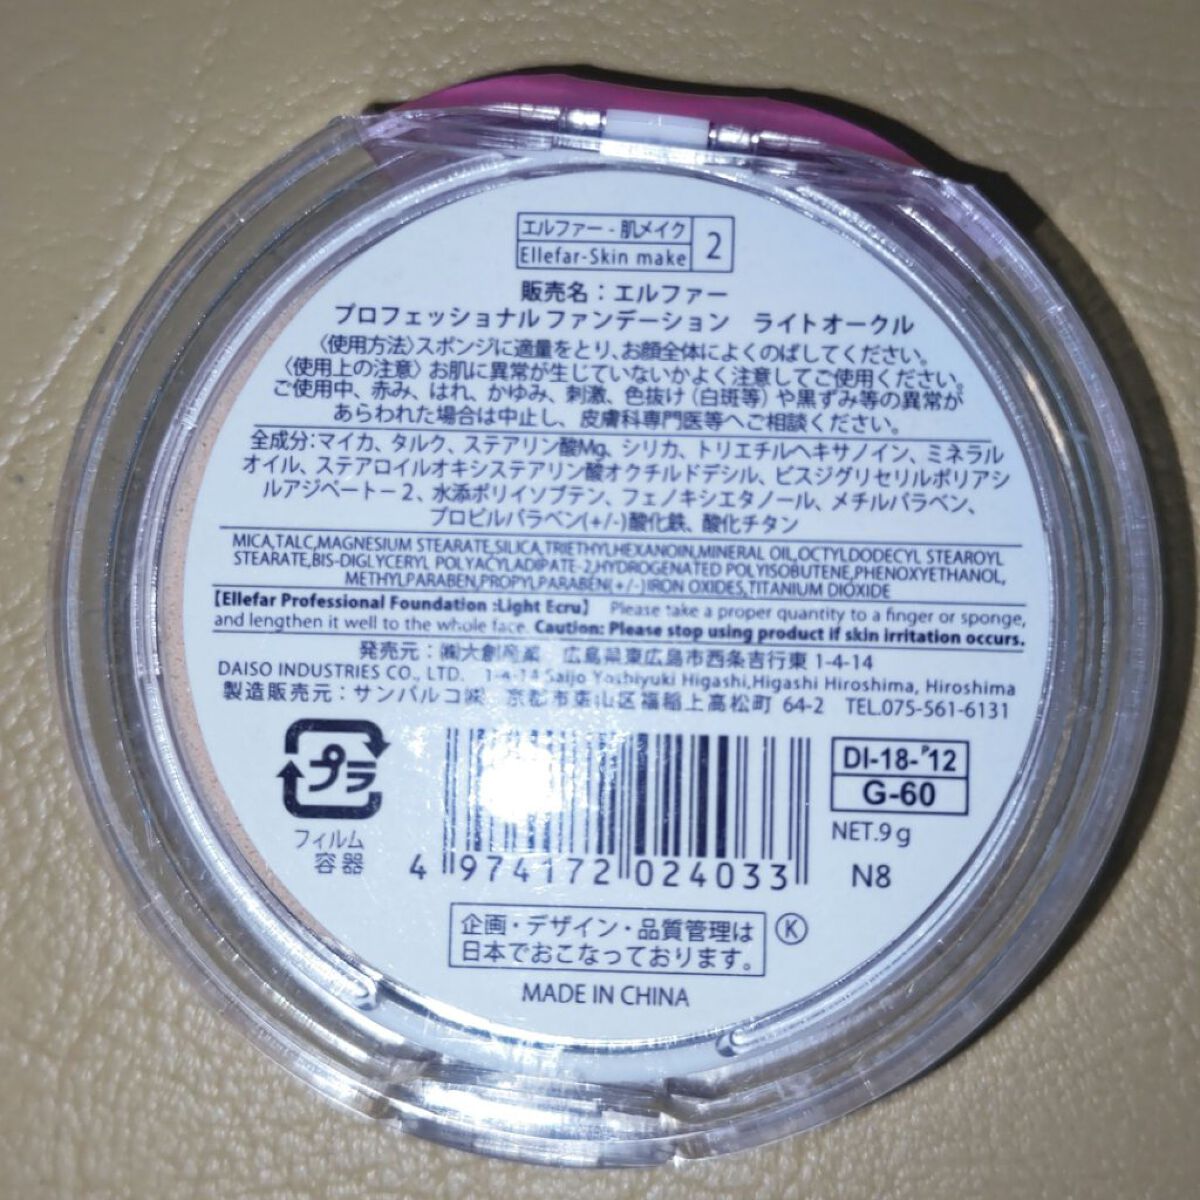 エルファー - 肌メイク
Ellefar-Skin make
2
販売名：エルファー
プロフェッショナルファンデーション　ライトオークル
〈使用方法〉スポンジに適量をとり、お顔全体によくのばしてください。
〈使用上の注意〉お肌に異常が生じていないかよく注意してご使用ください。
ご使用中、赤み、はれ、かゆみ、刺激、色抜け（白斑等）や黒ずみ等の異常が
あらわれた場合は中止し、皮膚科専門医等へご相談ください。
全成分：マイカ、タルク、ステアリン酸Mg、シリカ、トリエチルヘキサノイン、ミネラル
オイル、ステアロイルオキシステアリン酸オクチルドデシル、ビスジグリセリルポリアシ
ルアジペート－2、水添ポリイソブテン、フェノキシエタノール、メチルパラベン、
プロピルパラベン(+/-)酸化鉄、酸化チタン
MICA,TALC,MAGNESIUM STEARATE,SILICA,TRIETHYLHEXANOIN,MINERAL OIL,OCTYLDODECYL STEAROYL
STEARATE,BIS-DIGLYCERYL POLYACYLADIPATE-2,HYDROGENATED POLYISOBUTENE,PHENOXYETHANOL,
METHYLPARABEN,PROPYLPARABEN(+/-)IRON OXIDES,TITANIUM DIOXIDE
【Ellefar Professional Foundation :Light Ecru】 Please take a proper quantity to a finger or sponge,
and lengthen it well to the whole face. Caution: Please stop using product if skin irritation occurs.
発売元：㈱大創産業　広島県東広島市西条吉行東 1-4-14
DAISO INDUSTRIES CO., LTD.　1-4-14 Saijo Yoshiyuki Higashi,Higashi Hiroshima, Hiroshima
製造販売元：サンパルコ㈱　京都市東山区福稲上高松町 64-2　TEL.075-561-6131
プラ
フィルム
容器
4 974172 024033
DI-18-P12
G-60
NET.9g
N8
企画・デザイン・品質管理は
日本でおこなっております。
K
MADE IN CHINA